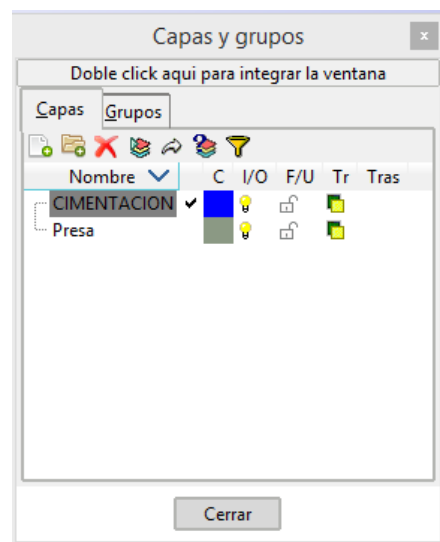 Capas y grupos
x
Doble click aqui para integrar la ventana
Capas Grupos
Nombre C I/O F/U Tr Tras
CIMENTACION
Presa
Cerrar